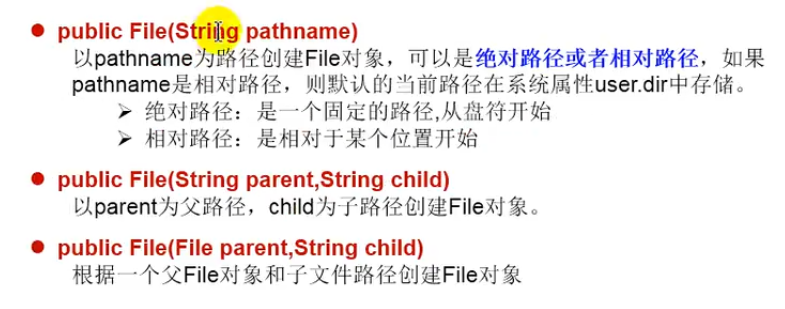 public File(String pathname)
以pathname为路径创建File对象，可以是绝对路径或者相对路径，如果
pathname是相对路径，则默认的当前路径在系统属性user.dir中存储。
绝对路径：是一个固定的路径,从盘符开始
相对路径：是相对于某个位置开始
public File(String parent,String child)
以parent为父路径，child为子路径创建File对象。
public File(File parent,String child)
根据一个父File对象和子文件路径创建File对象